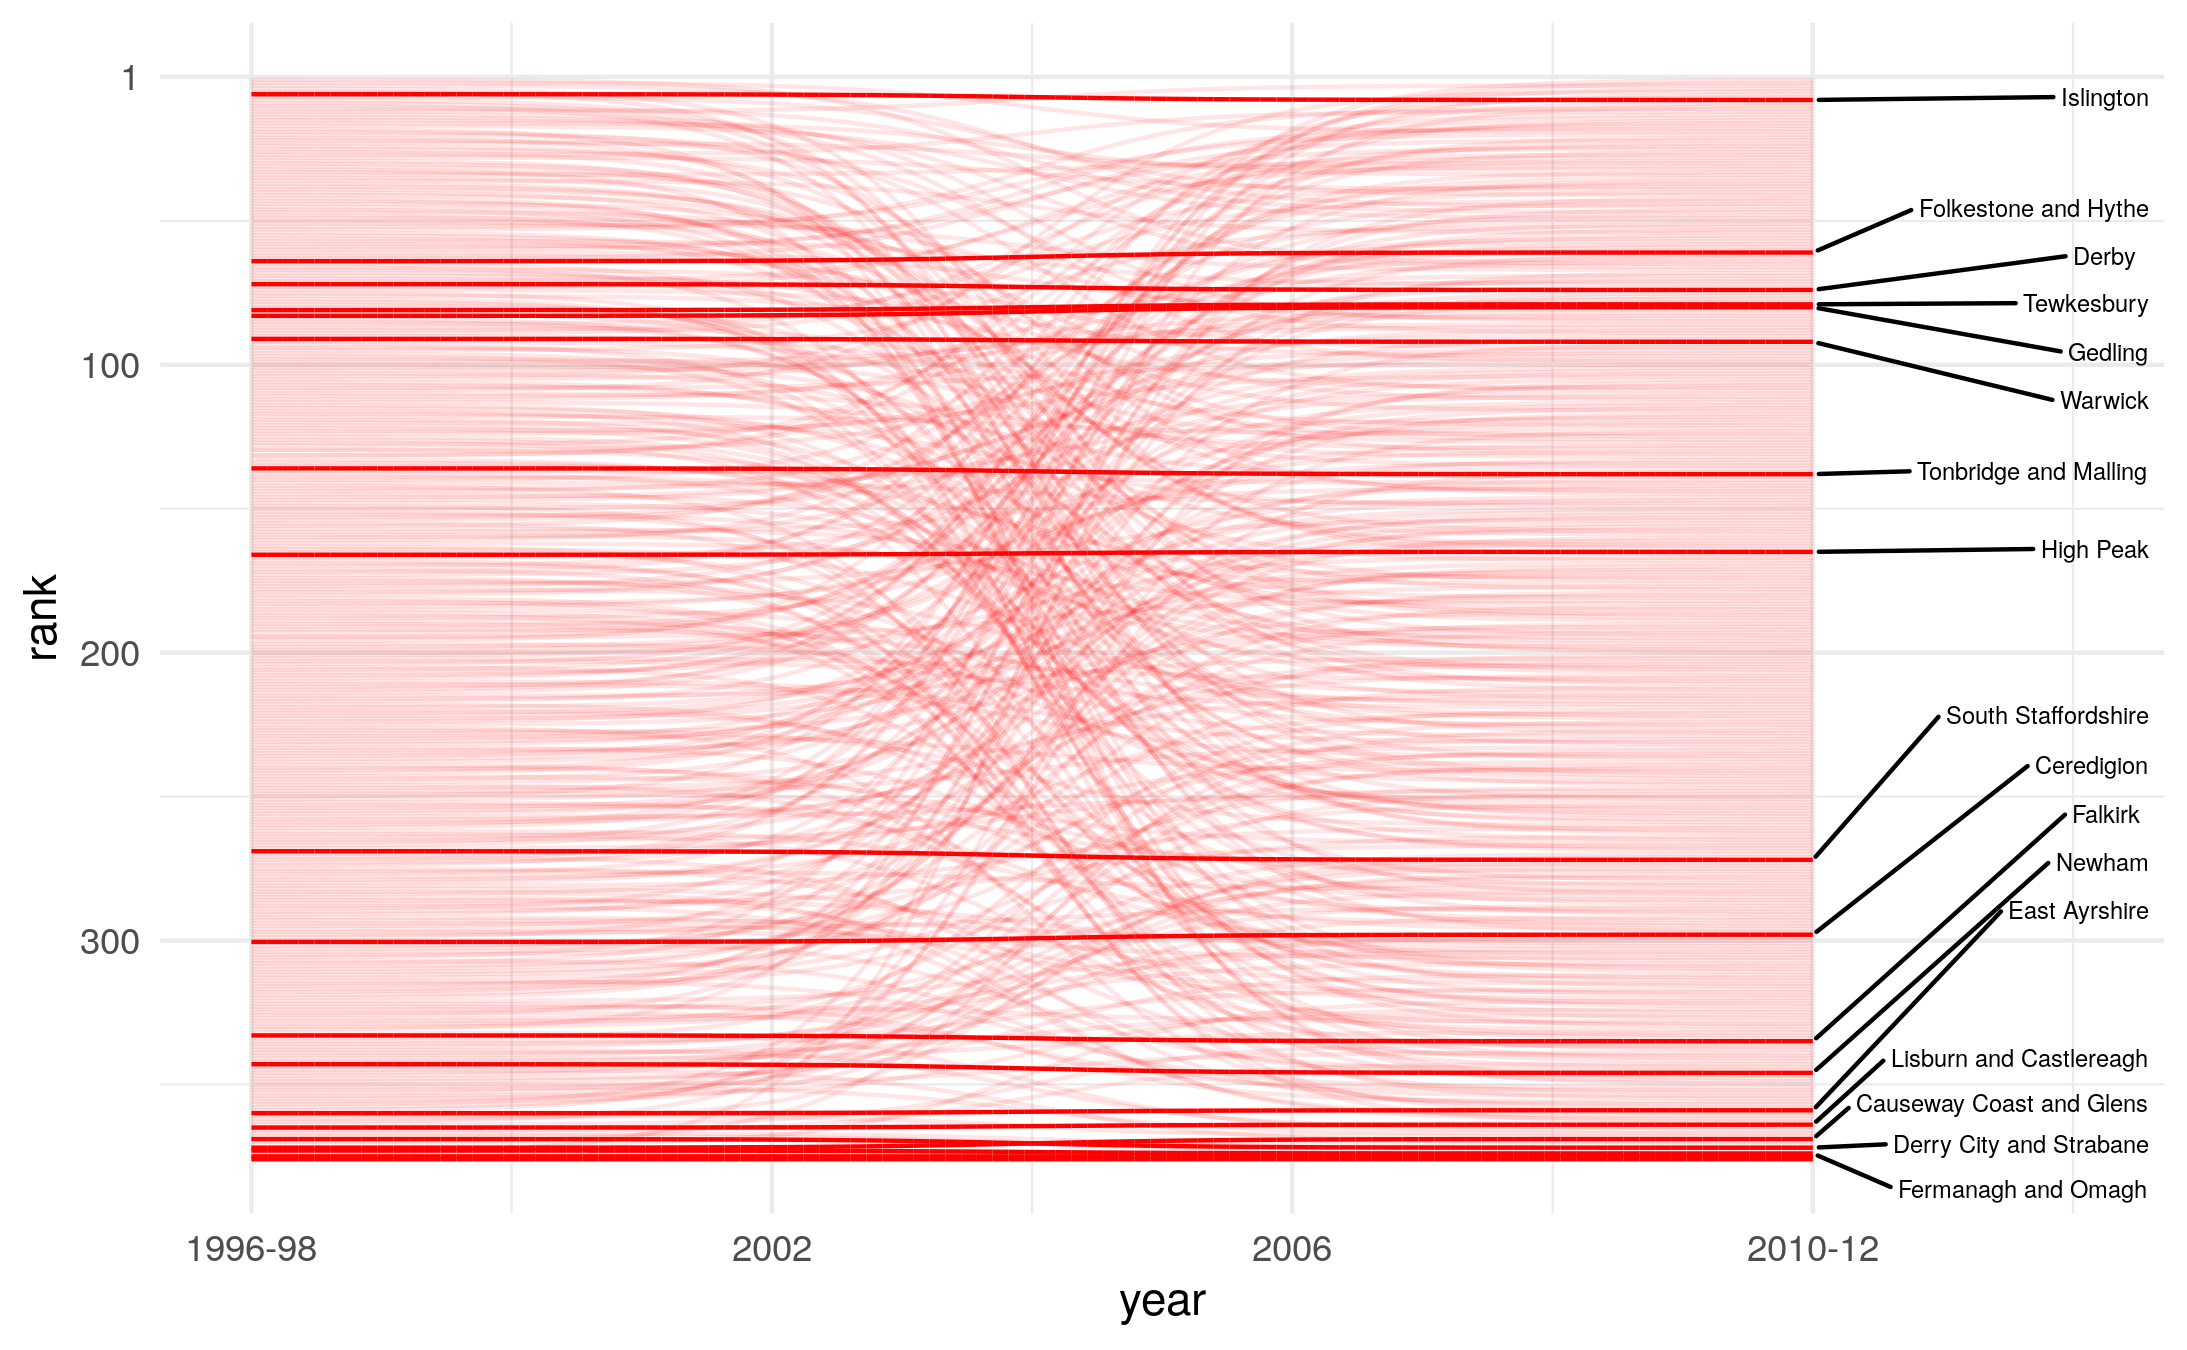 1
100
200
300
rank
Islington
Folkestone and Hythe
Derby
Tewkesbury
Gedling
Warwick
Tonbridge and Malling
High Peak
South Staffordshire
Ceredigion
Falkirk
Newham
East Ayrshire
Lisburn and Castlereagh
Causeway Coast and Glens
Derry City and Strabane
Fermanagh and Omagh
1996-98
2002
2006
2010-12
year